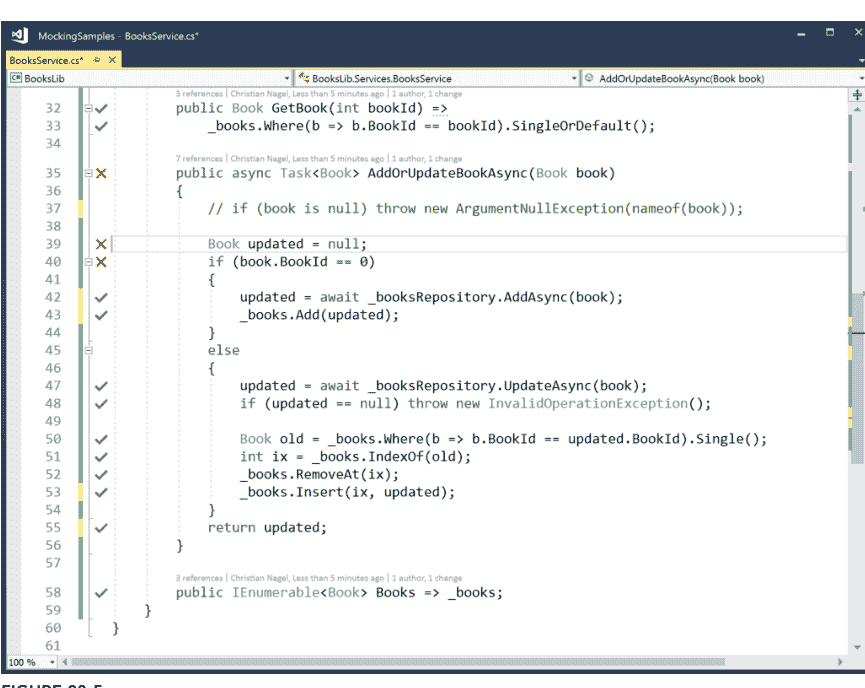 MockingSamples - BooksService.cs*
BooksService.cs*
C# BooksLib BooksLib.Services.BooksService AddOrUpdateBookAsync(Book book)
3 references | Christian Nagel, Less than 5 minutes ago | 1 author, 1 change
32 public Book GetBook(int bookId) =>
33 _books.Where(b => b.BookId == bookId).SingleOrDefault();
34
7 references | Christian Nagel, Less than 5 minutes ago | 1 author, 1 change
35 public async Task<Book> AddOrUpdateBookAsync(Book book)
36 {
37 // if (book is null) throw new ArgumentNullException(nameof(book));
38
39 Book updated = null;
40 if (book.BookId == 0)
41 {
42 updated = await _booksRepository.AddAsync(book);
43 _books.Add(updated);
44 }
45 else
46 {
47 updated = await _booksRepository.UpdateAsync(book);
48 if (updated == null) throw new InvalidOperationException();
49
50 Book old = _books.Where(b => b.BookId == updated.BookId).Single();
51 int ix = _books.IndexOf(old);
52 _books.RemoveAt(ix);
53 _books.Insert(ix, updated);
54 }
55 return updated;
56 }
57
3 references | Christian Nagel, Less than 5 minutes ago | 1 author, 1 change
58 public IEnumerable<Book> Books => _books;
59 }
60 }
61
100 %